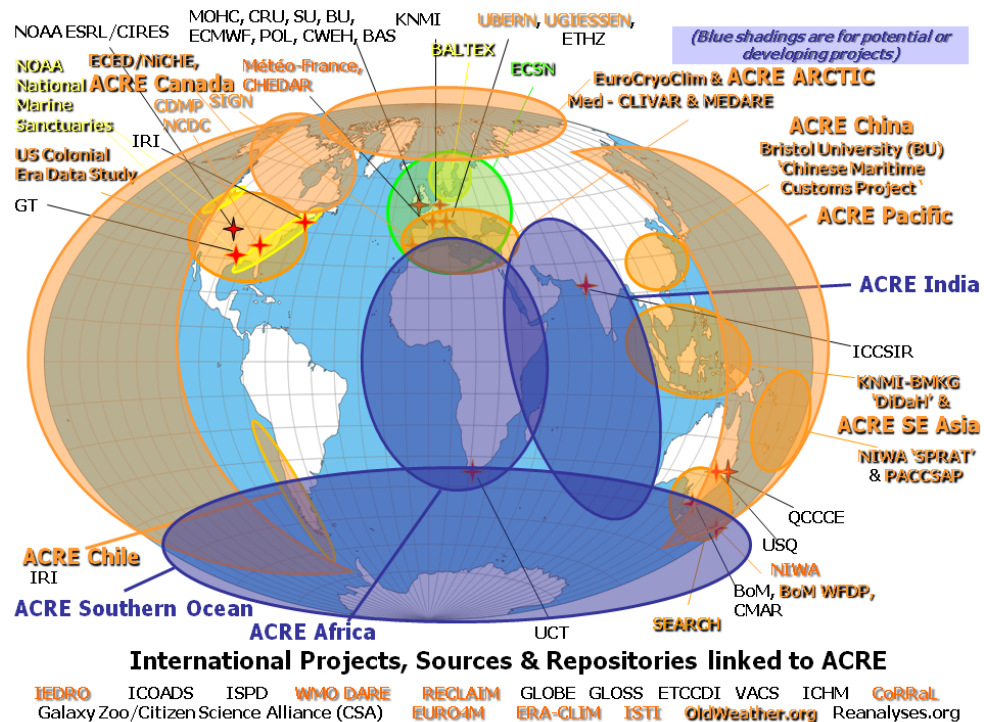 MOHC, CRU, SU, BU,
ECMWF, POL, CWEH, BAS
KNMI
UBERN, UGIESSEN,
ETHZ
(Blue shadings are for potential or
developing projects)
NOAA ESRL/CIRES
BALTEX
ECSN
NOAA
National
Marine
Sanctuaries
ECED/NiCHE,
ACRE Canada
CDMP SIGN
NCDC
Météo-France,
CHEDAR
EuroCryoClim & ACRE ARCTIC
Med - CLIVAR & MEDARE
IRI
US Colonial
Era Data Study
GT
ACRE China
Bristol University (BU)
'Chinese Maritime
Customs Project`
ACRE Pacific
ACRE India
ICCSIR
KNMI-BMKG
'DiDaH' &
ACRE SE Asia
NIWA 'SPRAT'
& PACCSAP
QCCCE
USQ
NIWA
BoM, BoM WFDP,
CMAR
SEARCH
ACRE Chile
IRI
ACRE Southern Ocean
ACRE Africa
UCT
International Projects, Sources & Repositories linked to ACRE
IEDRO ICOADS ISPD WMO DARE RECLAIM GLOBE GLOSS ETCCDI VACS ICHM CoRRaL
Galaxy Zoo/Citizen Science Alliance (CSA) EURO4M ERA-CLIM ISTI OldWeather.org Reanalyses.org